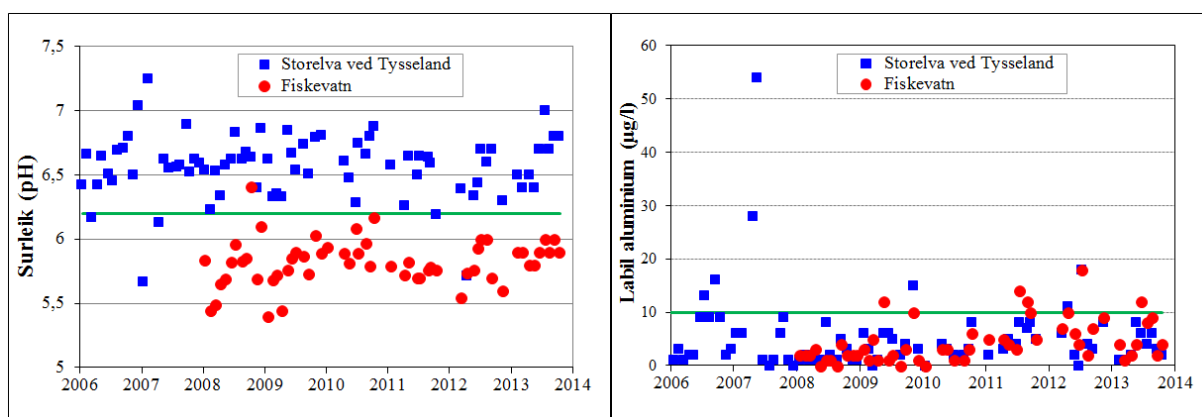 Surleik (pH)
7,5
7
6,5
6
5,5
5
Storelva ved Tysseland
Fiskevatn
2006 2007 2008 2009 2010 2011 2012 2013 2014
Labil aluminium (µg/l)
60
50
40
30
20
10
0
Storelva ved Tysseland
Fiskevatn
2006 2007 2008 2009 2010 2011 2012 2013 2014